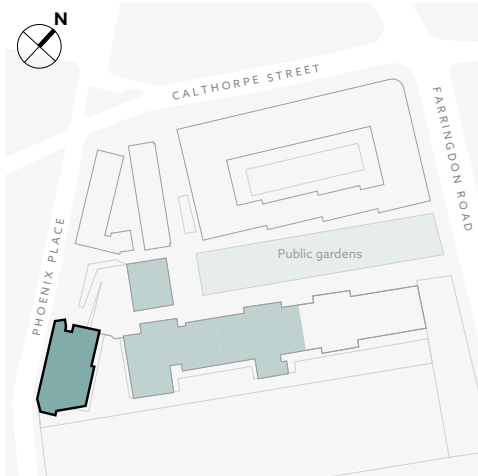 N
CALTHORPE STREET
FARRINGDON ROAD
Public gardens
PHOENIX PLACE